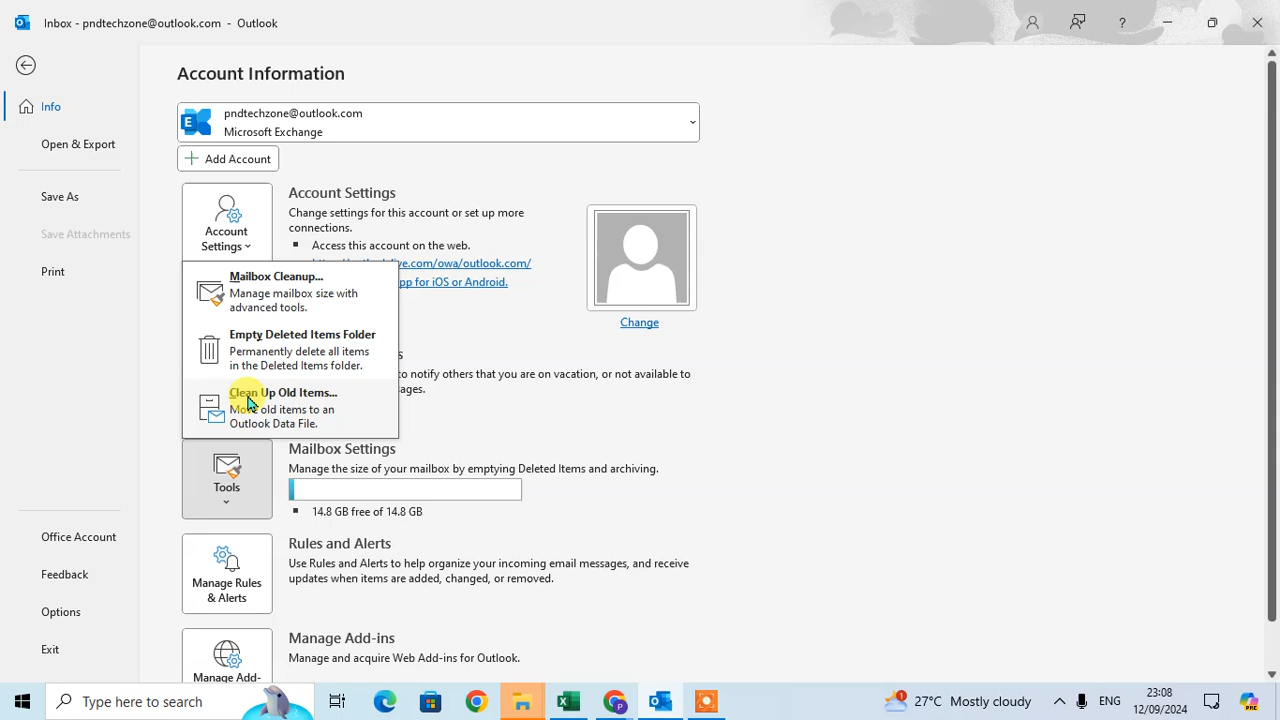 Inbox - pndtechzone@outlook.com - Outlook
Info
Open & Export
Save As
Save Attachments
Print
Office Account
Feedback
Options
Exit
Account Information
pndtechzone@outlook.com
Microsoft Exchange
Add Account
Account
Settings
Account Settings
Change settings for this account or set up more
connections.
Access this account on the web.
outlook.com/
app for iOS or Android.
Change
Mailbox Cleanup...
Manage mailbox size with
advanced tools.
Empty Deleted Items Folder
Permanently delete all items
in the Deleted Items folder.
Clean Up Old Items...
Move old items to an
Outlook Data File.
to notify others that you are on vacation, or not available to
Tools
Mailbox Settings
Manage the size of your mailbox by emptying Deleted Items and archiving.
14.8 GB free of 14.8 GB
Manage Rules
& Alerts
Rules and Alerts
Use Rules and Alerts to help organize your incoming email messages, and receive
updates when items are added, changed, or removed.
Manage Add-
Manage Add-ins
Manage and acquire Web Add-ins for Outlook.
Type here to search
1
27°C Mostly cloudy
ENG
23:08
12/09/2024